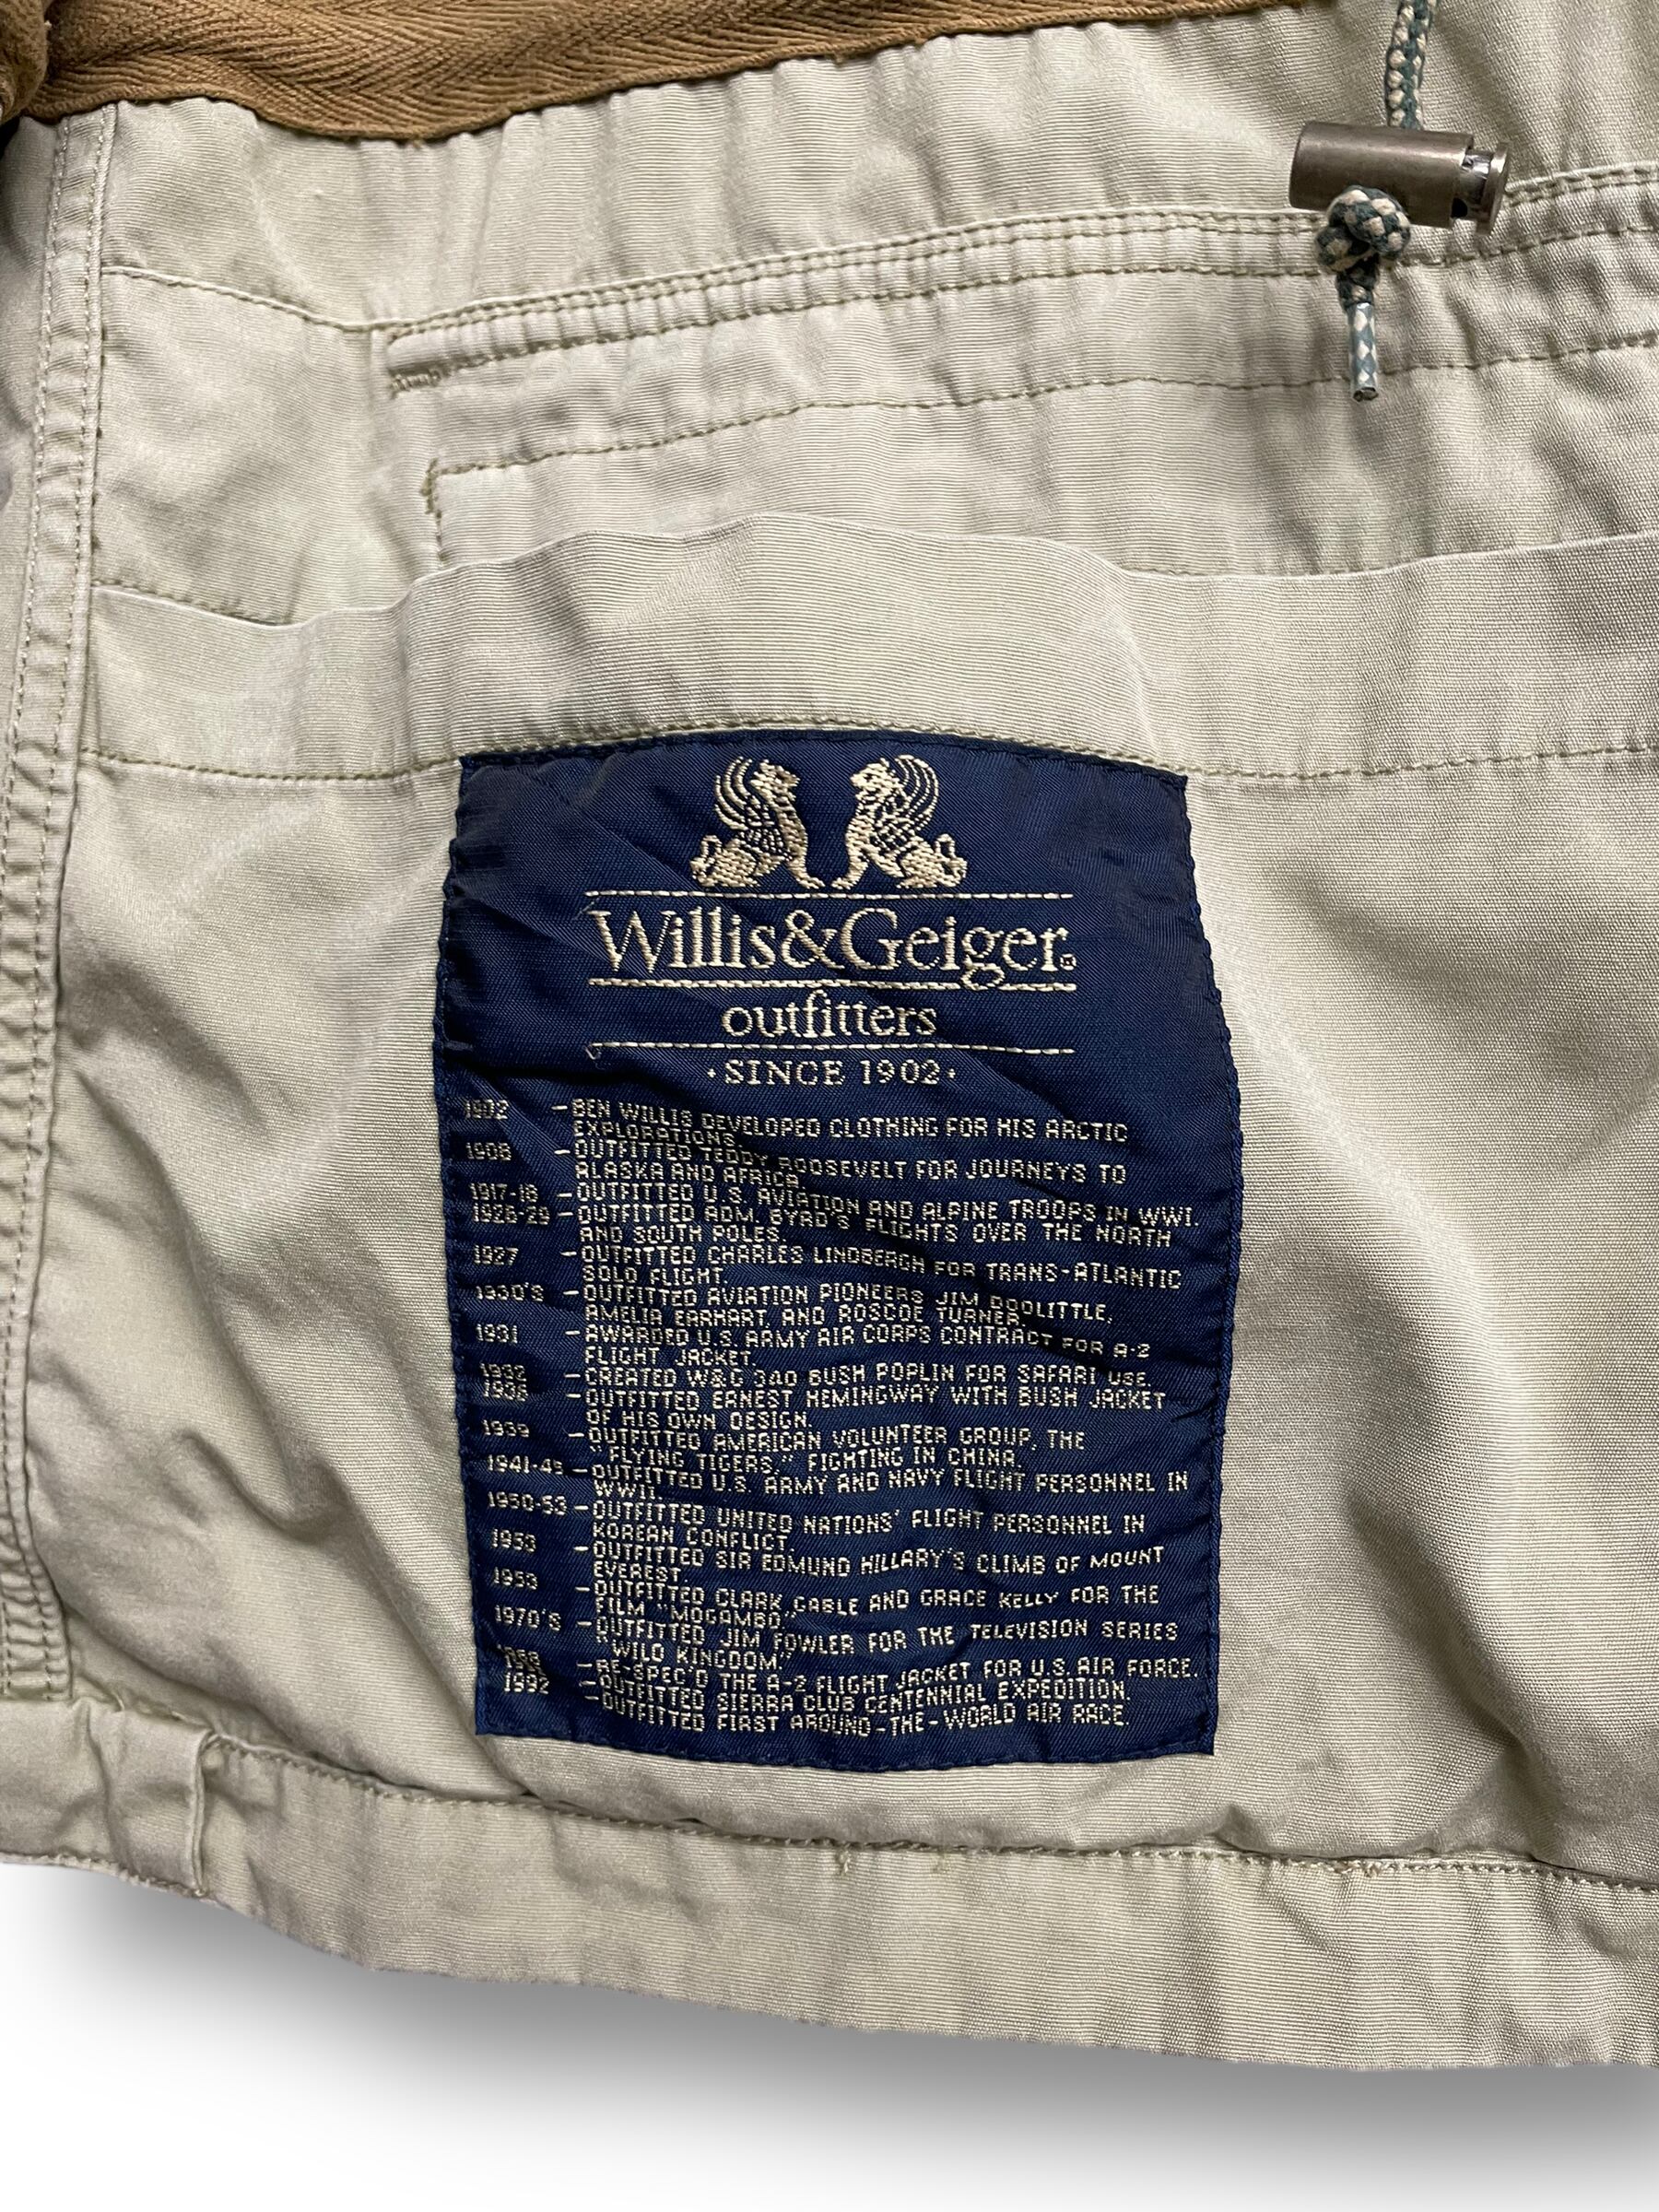 Willis&Geiger®
outfitters
·SINCE 1902·
1902 – BEN WILLIS DEVELOPED CLOTHING FOR HIS ARCTIC
EXPLORATIONS.
1908 – OUTFITTED TEDDY ROOSEVELT FOR JOURNEYS TO
ALASKA AND AFRICA
1917-18 – OUTFITTED U.S. AVIATION AND ALPINE TROOPS IN WWI.
1926-29 – OUTFITTED ADM. BYRD'S FLIGHTS OVER THE NORTH
AND SOUTH POLES.
1927 – OUTFITTED CHARLES LINDBERGH FOR TRANS-ATLANTIC
SOLO FLIGHT.
1930'S – OUTFITTED AVIATION PIONEERS JIM DOOLITTLE,
AMELIA EARHART, AND ROSCOE TURNER.
1931 – AWARDED U.S. ARMY AIR CORPS CONTRACT FOR A-2
FLIGHT JACKET.
– CREATED W&G 340 BUSH POPLIN FOR SAFARI USE.
1936 – OUTFITTED ERNEST HEMINGWAY WITH BUSH JACKET
OF HIS OWN DESIGN.
1939 – OUTFITTED AMERICAN VOLUNTEER GROUP, THE
"FLYING TIGERS," FIGHTING IN CHINA.
1941-45 – OUTFITTED U.S. ARMY AND NAVY FLIGHT PERSONNEL IN
WWII.
1950-53 – OUTFITTED UNITED NATIONS' FLIGHT PERSONNEL IN
KOREAN CONFLICT.
1953 – OUTFITTED SIR EDMUND HILLARY'S CLIMB OF MOUNT
EVEREST.
1953 – OUTFITTED CLARK GABLE AND GRACE KELLY FOR THE
FILM "MOGAMBO"
1970'S – OUTFITTED JIM FOWLER FOR THE TELEVISION SERIES
"WILD KINGDOM."
– RE-SPEC'D THE A-2 FLIGHT JACKET FOR U.S. AIR FORCE.
1992 – OUTFITTED SIERRA CLUB CENTENNIAL EXPEDITION.
– OUTFITTED FIRST AROUND-THE-WORLD AIR RACE.